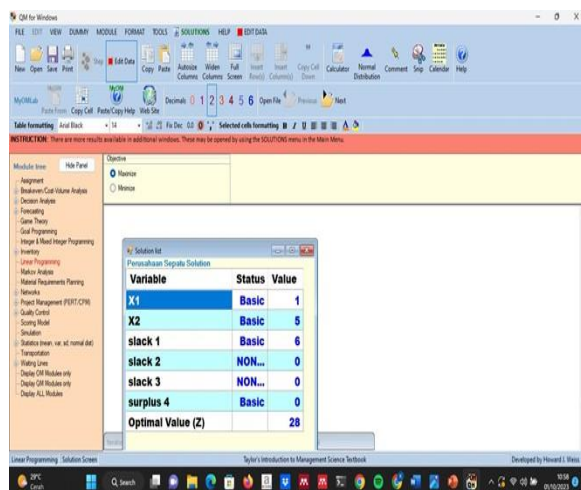 QM for Windows
FILE EDIT VIEW DUMMY MODULE FORMAT TOOLS SOLUTIONS HELP EDIT DATA
New Open Save Print Step Edit Data Copy Paste Autosize Columns Widen Columns Full Screen Insert Row(s) Insert Column(s) Copy Cell Down Calculator Normal Distribution Comment Snip Calendar Help
MyOMLab Paste From Copy Cell Paste/Copy Help Web Site Decimals 0 1 2 3 4 5 6 Open File Previous Next
Table formatting Arial Black 14 Fix Dec 0.0 Selected cells formatting B I U
INSTRUCTION: There are more results available in additional windows. These may be opened by using the SOLUTIONS menu in the Main Menu.
Module tree Hide Panel
Assignment
Breakeven/Cost-Volume Analysis
Decision Analysis
Forecasting
Game Theory
Goal Programming
Integer & Mixed Integer Programming
Inventory
Linear Programming
Markov Analysis
Material Requirements Planning
Networks
Project Management (PERT/CPM)
Quality Control
Scoring Model
Simulation
Statistics (mean, var, sd, normal dist)
Transportation
Waiting Lines
Display OM Modules only
Display QM Modules only
Display ALL Modules
Objective
Maximize
Minimize
Solution list
Perusahaan Sepatu Solution
Variable Status Value
X1 Basic 1
X2 Basic 5
slack 1 Basic 6
slack 2 NON... 0
slack 3 NON... 0
surplus 4 Basic 0
Optimal Value (Z) 28
Linear Programming Solution Screen Taylor's Introduction to Management Science Textbook Developed by Howard J. Weiss
29°C
Cerah
Search
10:58
05/10/2023